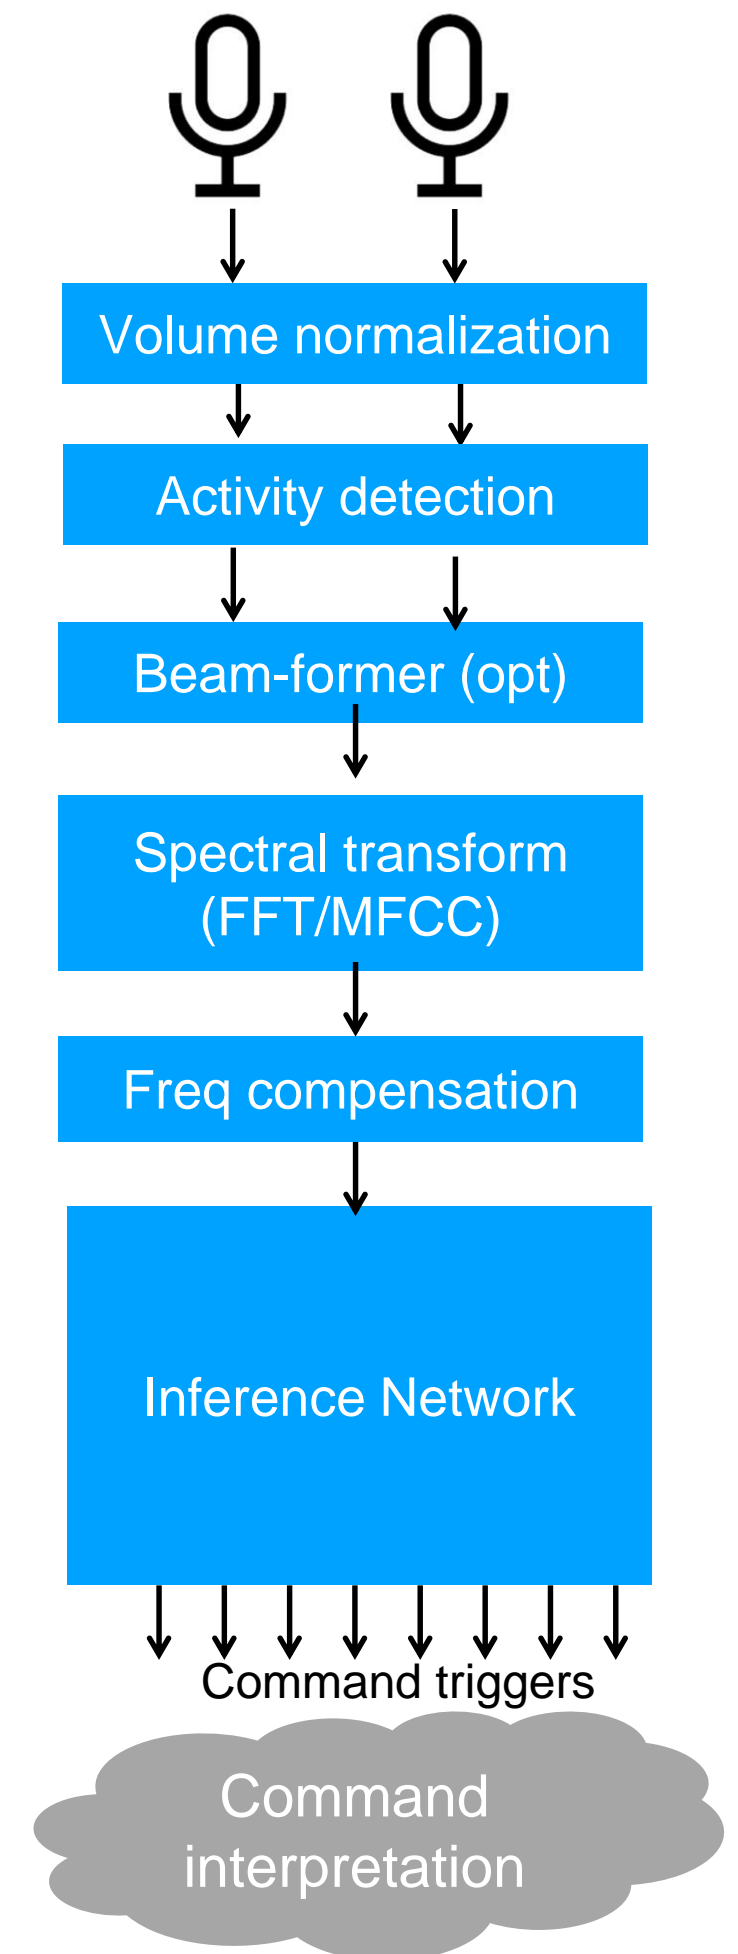 Volume normalization
Activity detection
Beam-former (opt)
Spectral transform
(FFT/MFCC)
Freq compensation
Inference Network
Command triggers
Command
interpretation